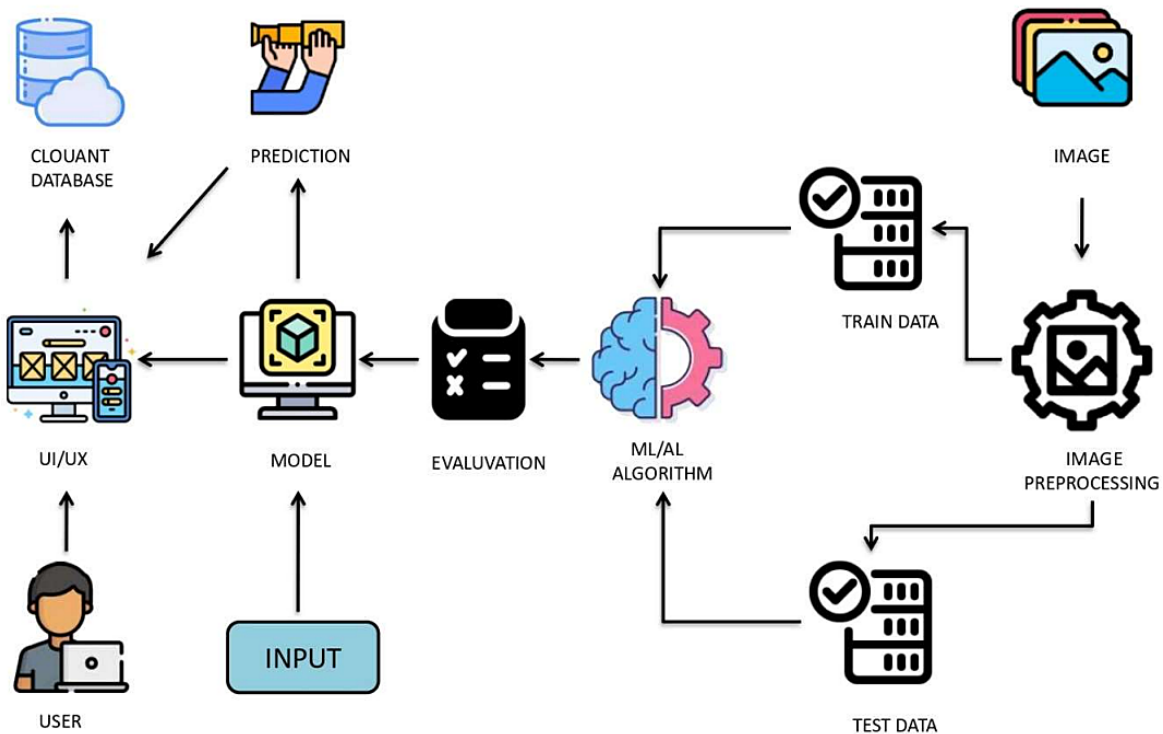 CLOUANT
DATABASE
PREDICTION
IMAGE
TRAIN DATA
UI/UX
MODEL
EVALUVATION
ML/AL
ALGORITHM
IMAGE
PREPROCESSING
INPUT
USER
TEST DATA